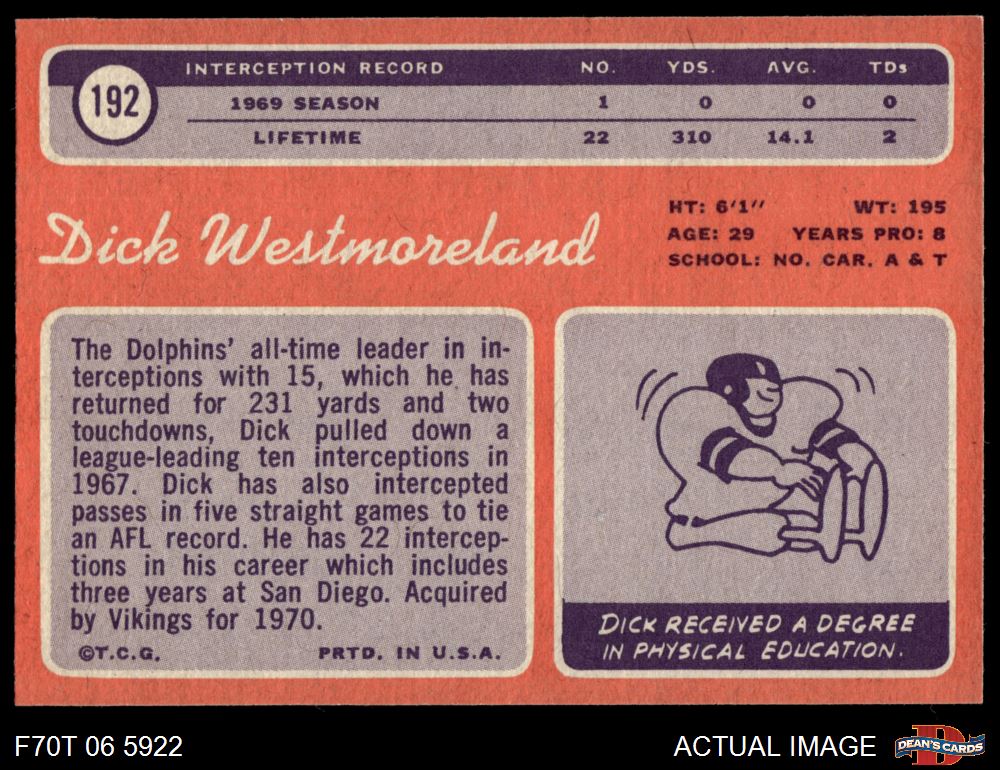 192
INTERCEPTION RECORD NO. YDS. AVG. TDs
1969 SEASON 1 0 0 0
LIFETIME 22 310 14.1 2
Dick Westmoreland
HT: 6'1" WT: 195
AGE: 29 YEARS PRO: 8
SCHOOL: NO. CAR. A & T
The Dolphins' all-time leader in in-
terceptions with 15, which he has
returned for 231 yards and two
touchdowns, Dick pulled down a
league-leading ten interceptions in
1967. Dick has also intercepted
passes in five straight games to tie
an AFL record. He has 22 intercep-
tions in his career which includes
three years at San Diego. Acquired
by Vikings for 1970.
©T.C.G. PRTD. IN U.S.A.
DICK RECEIVED A DEGREE
IN PHYSICAL EDUCATION.
F70T 06 5922
ACTUAL IMAGE
D
DEAN'S CARDS